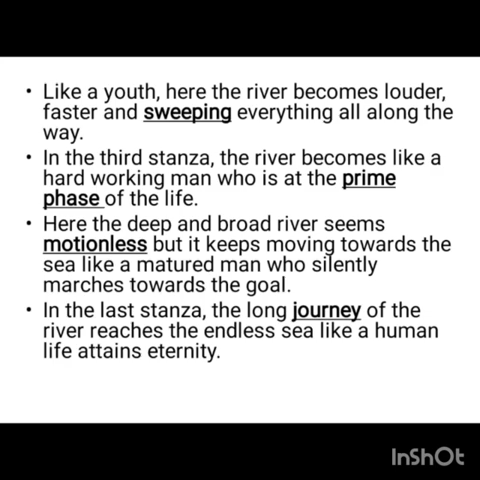 • Like a youth, here the river becomes louder,
faster and sweeping everything all along the
way.
• In the third stanza, the river becomes like a
hard working man who is at the prime
phase of the life.
• Here the deep and broad river seems
motionless but it keeps moving towards the
sea like a matured man who silently
marches towards the goal.
• In the last stanza, the long journey of the
river reaches the endless sea like a human
life attains eternity.
InShOt